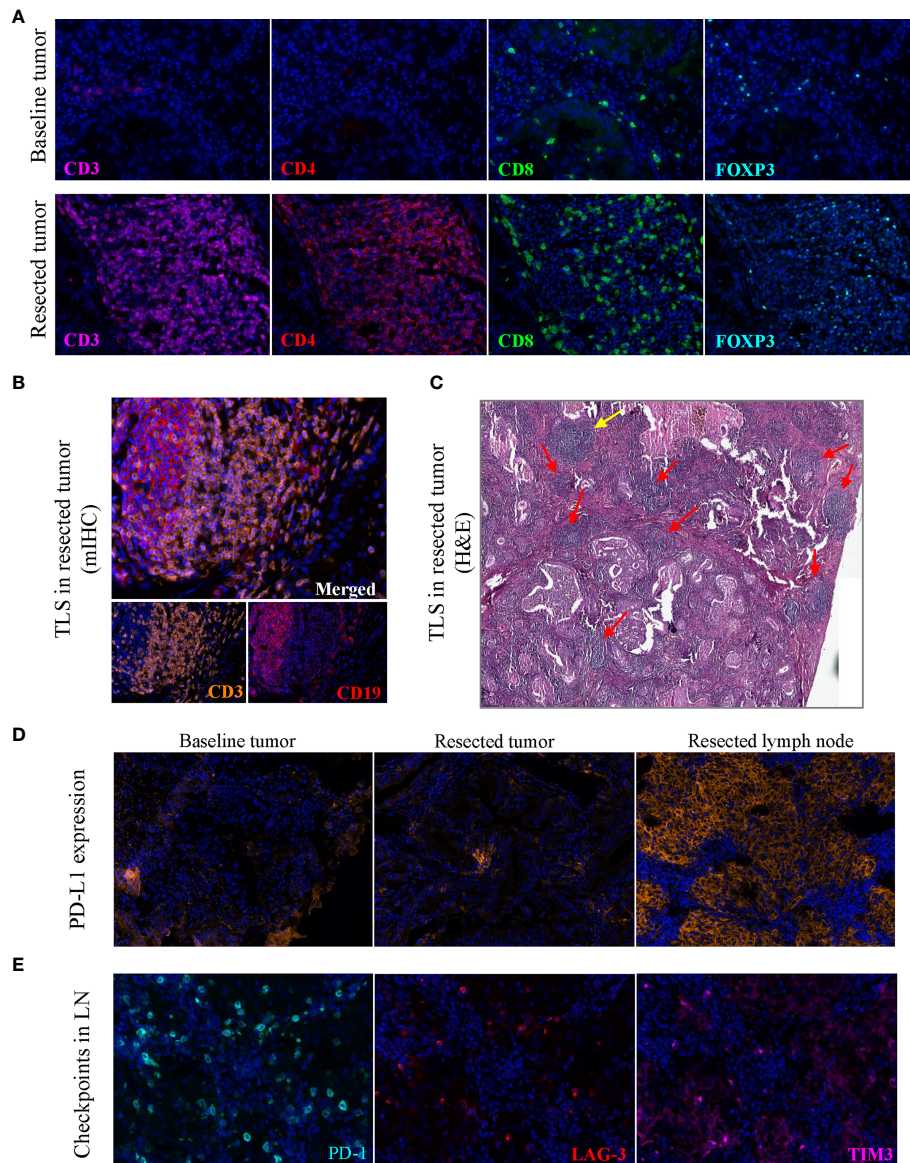 A
Baseline tumor
CD3
CD4
CD8
FOXP3
Resected tumor
CD3
CD4
CD8
FOXP3
B
TLS in resected tumor
(mIHC)
Merged
CD3
CD19
C
TLS in resected tumor
(H&E)
D
Baseline tumor
Resected tumor
Resected lymph node
PD-L1 expression
E
Checkpoints in LN
PD-1
LAG-3
TIM3